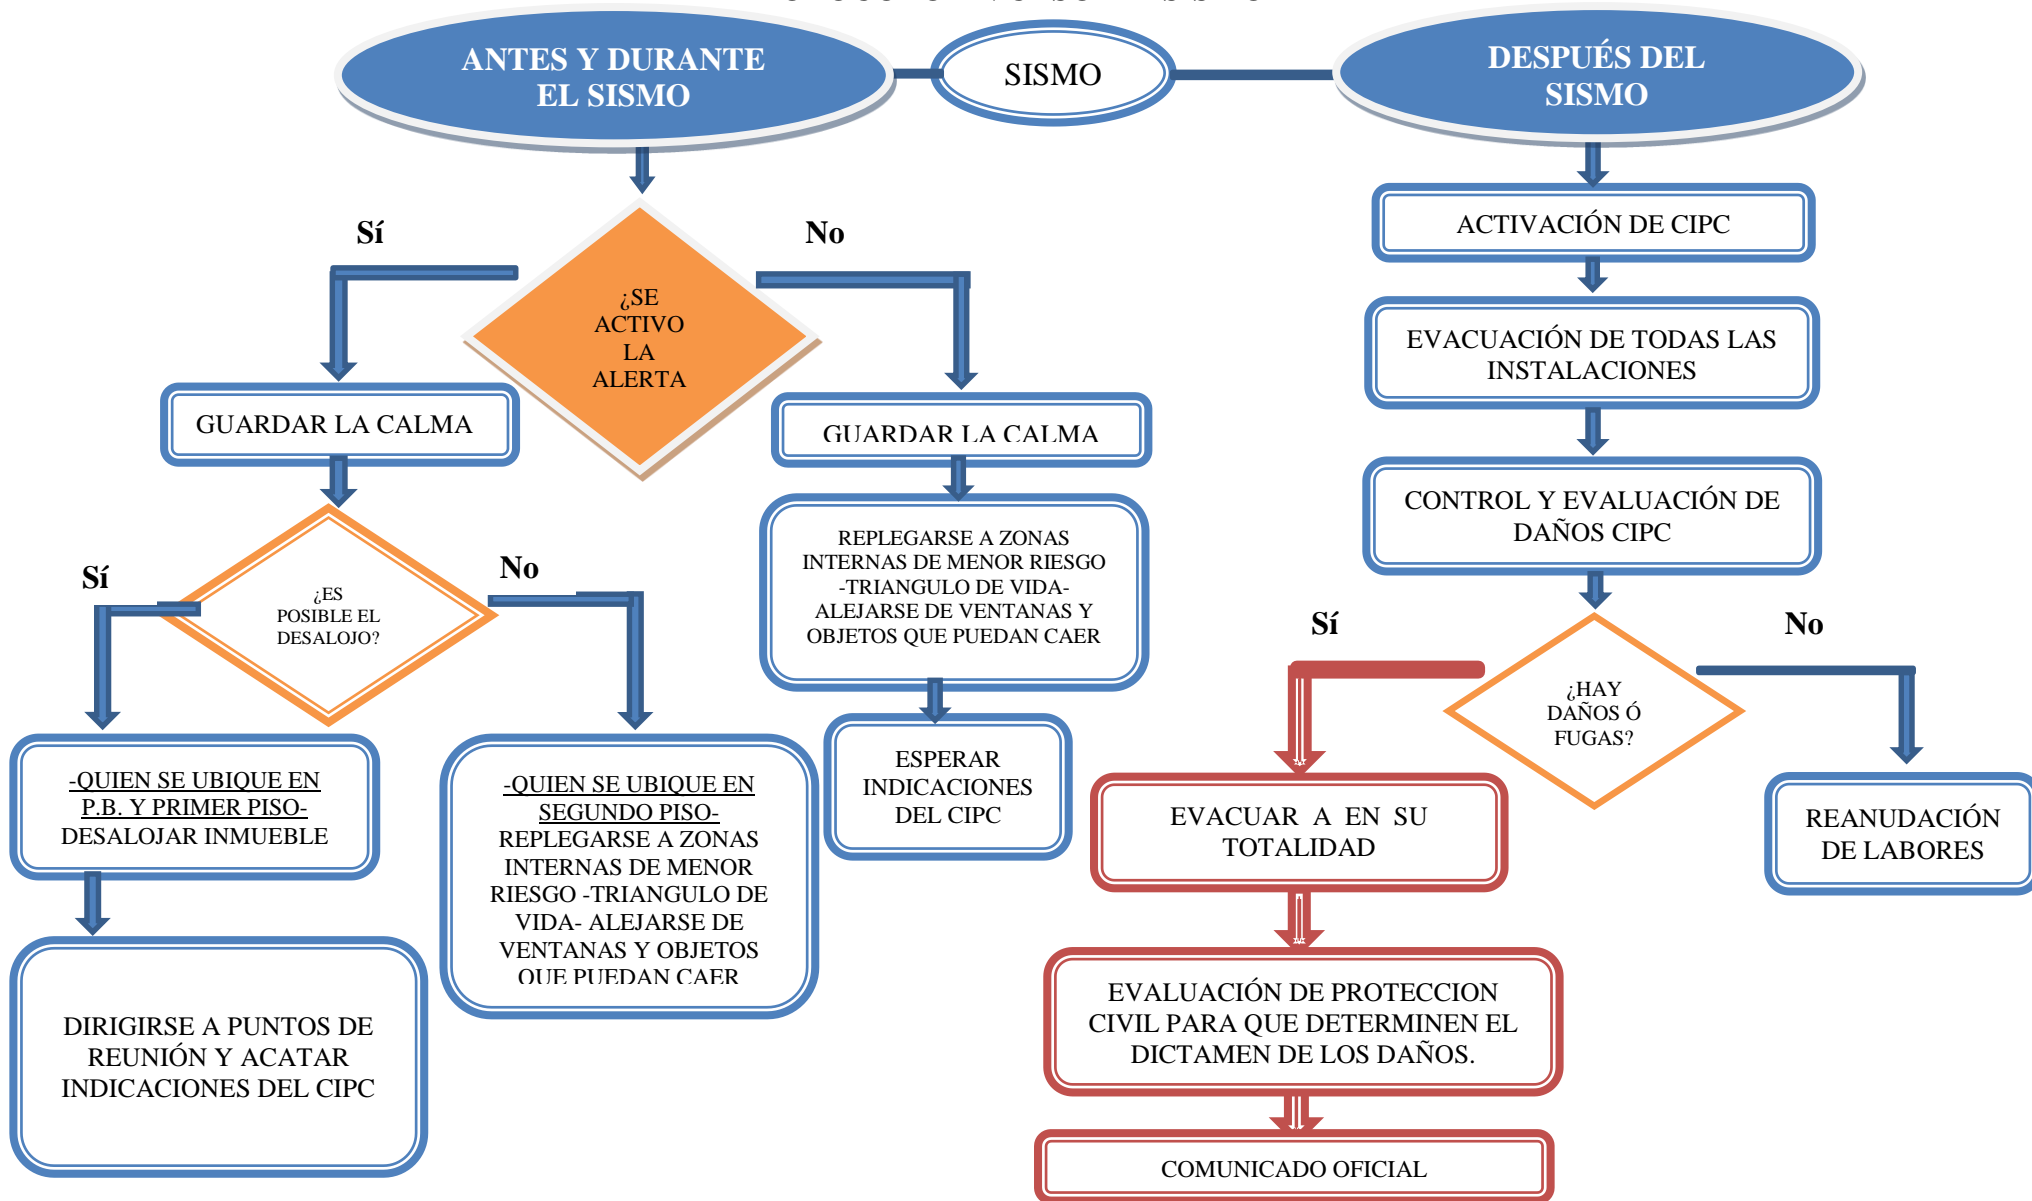 ANTES Y DURANTE
EL SISMO
SISMO
DESPUÉS DEL
SISMO
Sí
No
¿SE
ACTIVO
LA
ALERTA
GUARDAR LA CALMA
GUARDAR LA CALMA
Sí
No
¿ES
POSIBLE EL
DESALOJO?
REPLEGARSE A ZONAS
INTERNAS DE MENOR RIESGO
-TRIANGULO DE VIDA-
ALEJARSE DE VENTANAS Y
OBJETOS QUE PUEDAN CAER
-QUIEN SE UBIQUE EN
P.B. Y PRIMER PISO-
DESALOJAR INMUEBLE
-QUIEN SE UBIQUE EN
SEGUNDO PISO-
REPLEGARSE A ZONAS
INTERNAS DE MENOR
RIESGO -TRIANGULO DE
VIDA- ALEJARSE DE
VENTANAS Y OBJETOS
QUE PUEDAN CAER
ESPERAR
INDICACIONES
DEL CIPC
DIRIGIRSE A PUNTOS DE
REUNIÓN Y ACATAR
INDICACIONES DEL CIPC
ACTIVACIÓN DE CIPC
EVACUACIÓN DE TODAS LAS
INSTALACIONES
CONTROL Y EVALUACIÓN DE
DAÑOS CIPC
Sí
No
¿HAY
DAÑOS Ó
FUGAS?
EVACUAR A EN SU
TOTALIDAD
REANUDACIÓN
DE LABORES
EVALUACIÓN DE PROTECCION
CIVIL PARA QUE DETERMINEN EL
DICTAMEN DE LOS DAÑOS.
COMUNICADO OFICIAL